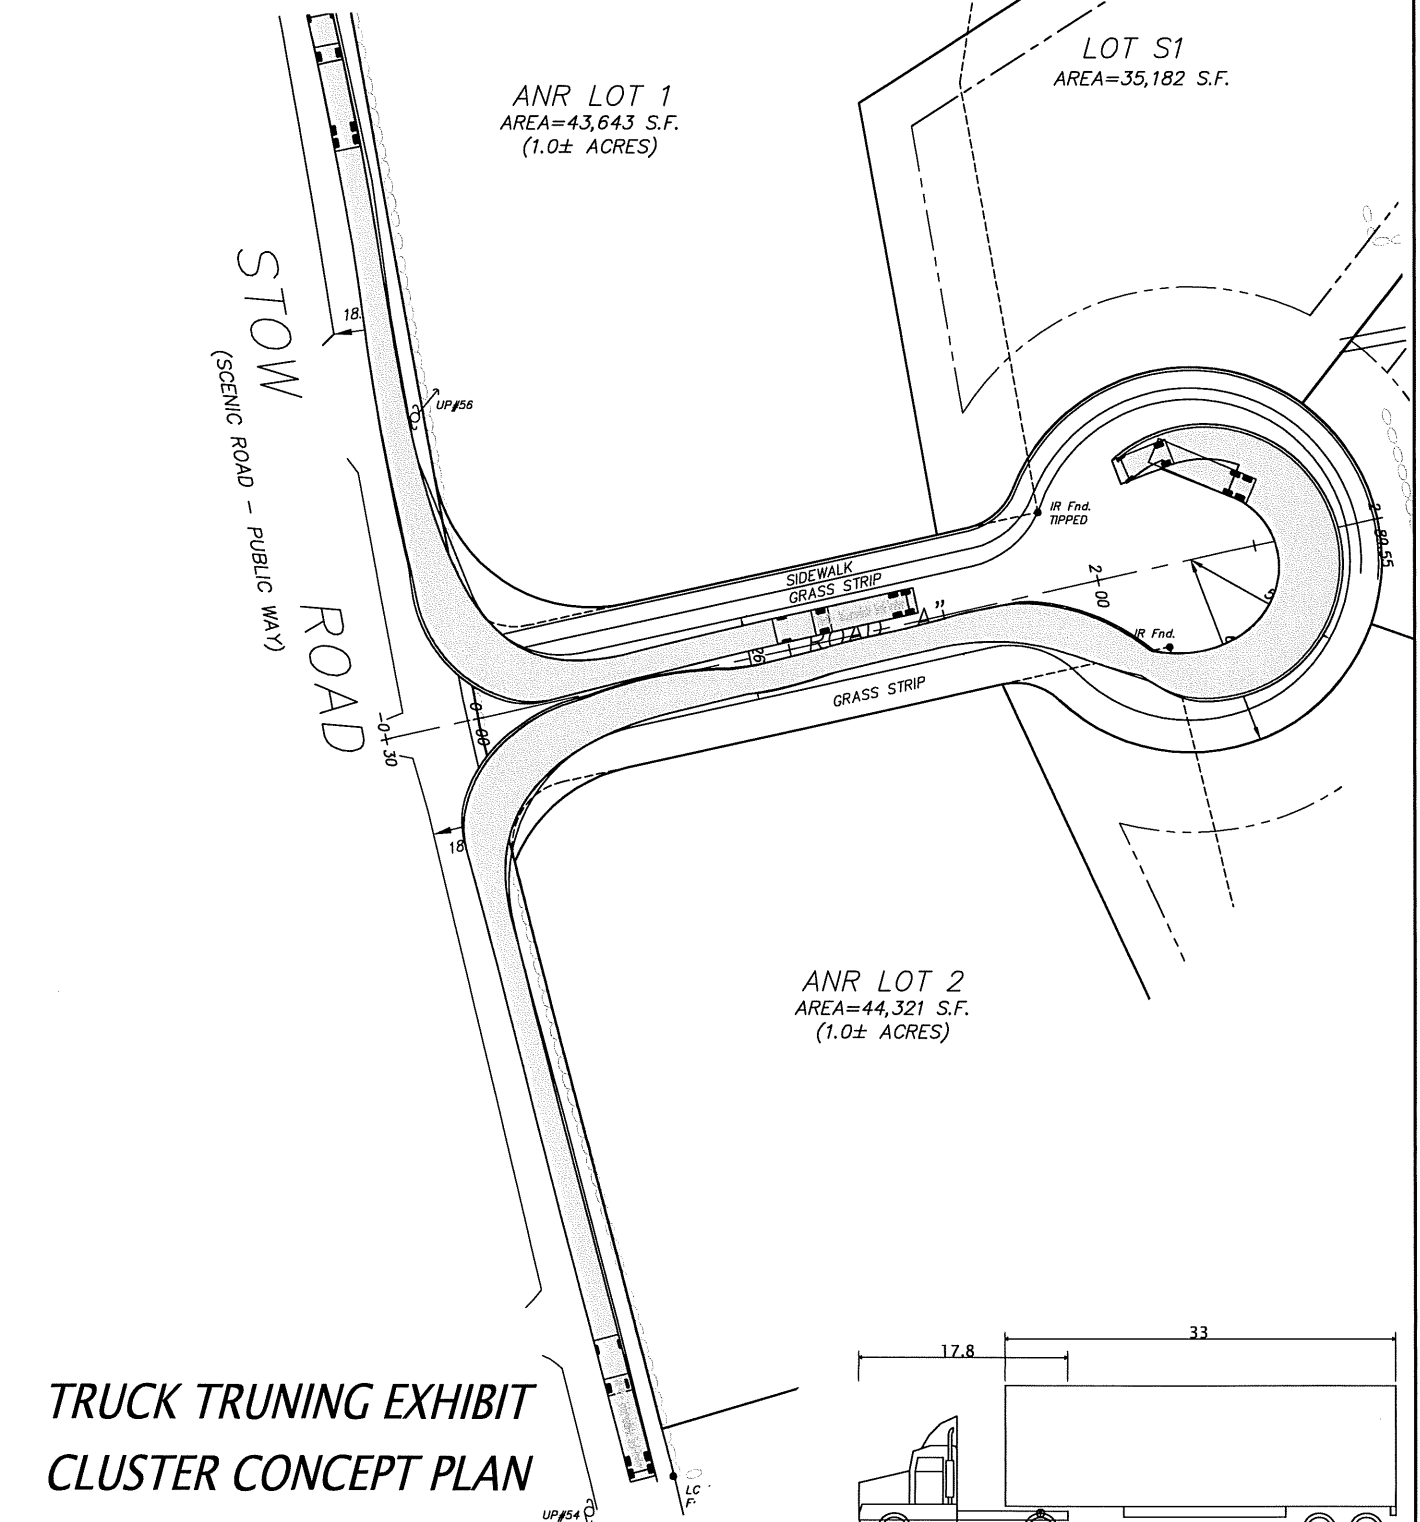 LOT S1
AREA=35,182 S.F.
ANR LOT 1
AREA=43,643 S.F.
(1.0± ACRES)
STOW ROAD
(SCENIC ROAD - PUBLIC WAY)
18.
UP#56
IR Fnd.
TIPPED
SIDEWALK
GRASS STRIP
ROAD "A"
26
2+00
IR Fnd.
GRASS STRIP
0+00
-0+30
18
ANR LOT 2
AREA=44,321 S.F.
(1.0± ACRES)
33
17.8
TRUCK TRUNING EXHIBIT
CLUSTER CONCEPT PLAN
UP#54